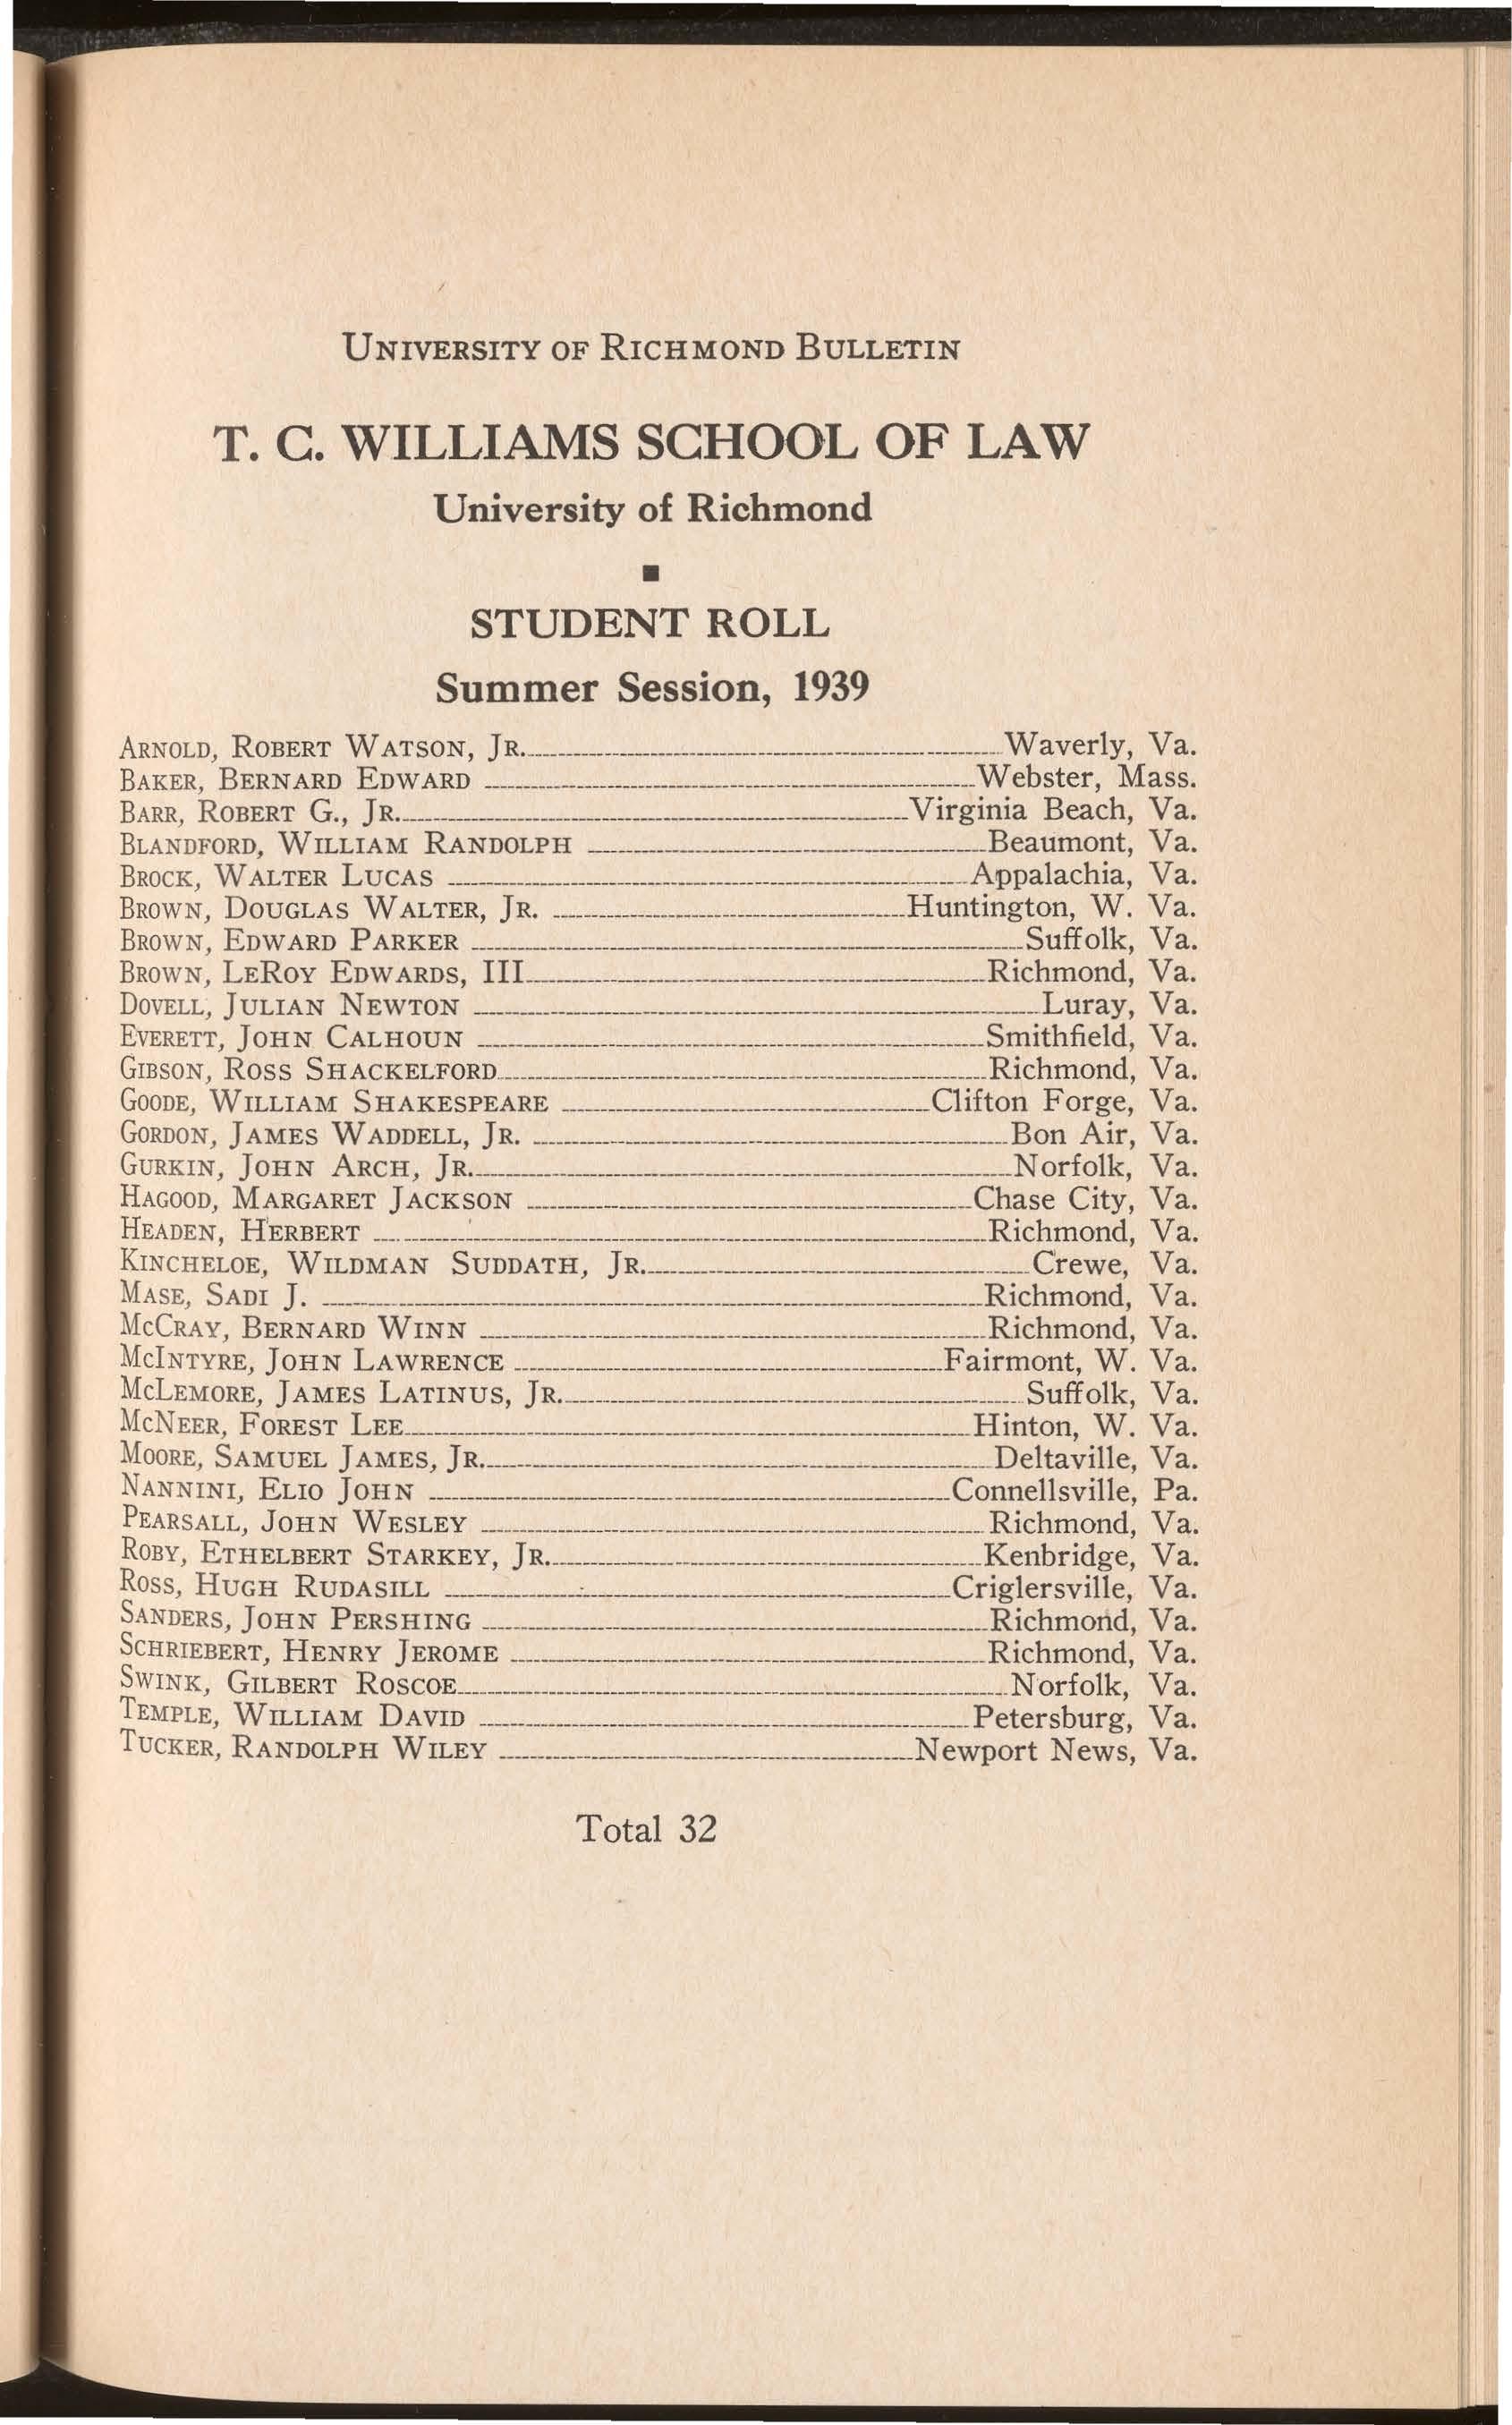 UNIVERSITY OF RICHMOND BULLETIN
T. C. WILLIAMS SCHOOL OF LAW
University of Richmond
STUDENT ROLL
Summer Session, 1939
ARNOLD, ROBERT WATSON, JR. Waverly, Va.
BAKER, BERNARD EDWARD Webster, Mass.
BARR, ROBERT G., JR. Virginia Beach, Va.
BLANDFORD, WILLIAM RANDOLPH Beaumont, Va.
BROCK, WALTER LUCAS Appalachia, Va.
BROWN, DOUGLAS WALTER, JR. Huntington, W. Va.
BROWN, EDWARD PARKER Suffolk, Va.
BROWN, LEROY EDWARDS, III Richmond, Va.
DOVELL, JULIAN NEWTON Luray, Va.
EVERETT, JOHN CALHOUN Smithfield, Va.
GIBSON, ROSS SHACKELFORD Richmond, Va.
GOODE, WILLIAM SHAKESPEARE Clifton Forge, Va.
GORDON, JAMES WADDELL, JR. Bon Air, Va.
GURKIN, JOHN ARCH, JR. Norfolk, Va.
HAGOOD, MARGARET JACKSON Chase City, Va.
HEADEN, HERBERT Richmond, Va.
KINCHELOE, WILDMAN SUDDATH, JR. Crewe, Va.
MASE, SADI J. Richmond, Va.
MCCRAY, BERNARD WINN Richmond, Va.
MCINTYRE, JOHN LAWRENCE Fairmont, W. Va.
MCLEMORE, JAMES LATINUS, JR. Suffolk, Va.
MCNEER, FOREST LEE Hinton, W. Va.
MOORE, SAMUEL JAMES, JR. Deltaville, Va.
NANNINI, ELIO JOHN Connellsville, Pa.
PEARSALL, JOHN WESLEY Richmond, Va.
ROBY, ETHELBERT STARKEY, JR. Kenbridge, Va.
ROSS, HUGH RUDASILL Criglersville, Va.
SANDERS, JOHN PERSHING Richmond, Va.
SCHRIEBERT, HENRY JEROME Richmond, Va.
SWINK, GILBERT ROSCOE Norfolk, Va.
TEMPLE, WILLIAM DAVID Petersburg, Va.
TUCKER, RANDOLPH WILEY Newport News, Va.
Total 32